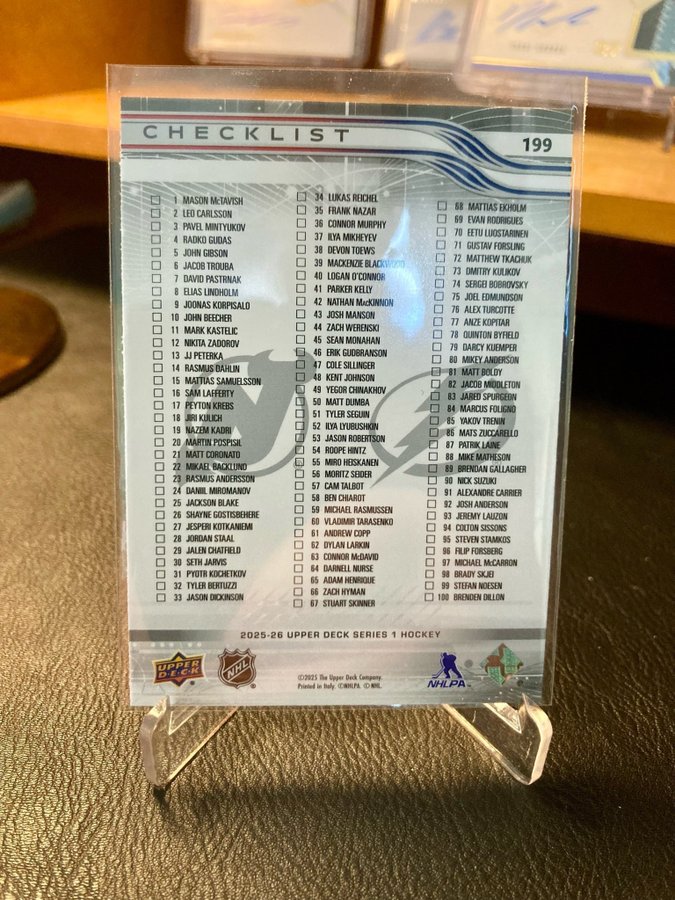 CHECKLIST
199
1 MASON McTAVISH
2 LEO CARLSSON
3 PAVEL MINTYUKOV
4 RADKO GUDAS
5 JOHN GIBSON
6 JACOB TROUBA
7 DAVID PASTRNAK
8 ELIAS LINDHOLM
9 JOONAS KORPISALO
10 JOHN BEECHER
11 MARK KASTELIC
12 NIKITA ZADOROV
13 JJ PETERKA
14 RASMUS DAHLIN
15 MATTIAS SAMUELSSON
16 SAM LAFFERTY
17 PEYTON KREBS
18 JIRI KULICH
19 NAZEM KADRI
20 MARTIN POSPISIL
21 MATT CORONATO
22 MIKAEL BACKLUND
23 RASMUS ANDERSSON
24 DANIIL MIROMANOV
25 JACKSON BLAKE
26 SHAYNE GOSTISBEHERE
27 JESPERI KOTKANIEMI
28 JORDAN STAAL
29 JALEN CHATFIELD
30 SETH JARVIS
31 PYOTR KOCHETKOV
32 TYLER BERTUZZI
33 JASON DICKINSON
34 LUKAS REICHEL
35 FRANK NAZAR
36 CONNOR MURPHY
37 ILYA MIKHEYEV
38 DEVON TOEWS
39 MACKENZIE BLACKWOOD
40 LOGAN O'CONNOR
41 PARKER KELLY
42 NATHAN MacKINNON
43 JOSH MANSON
44 ZACH WERENSKI
45 SEAN MONAHAN
46 ERIK GUDBRANSON
47 COLE SILLINGER
48 KENT JOHNSON
49 YEGOR CHINAKHOV
50 MATT DUMBA
51 TYLER SEGUIN
52 ILYA LYUBUSHKIN
53 JASON ROBERTSON
54 ROOPE HINTZ
55 MIRO HEISKANEN
56 MORITZ SEIDER
57 CAM TALBOT
58 BEN CHIAROT
59 MICHAEL RASMUSSEN
60 VLADIMIR TARASENKO
61 ANDREW COPP
62 DYLAN LARKIN
63 CONNOR McDAVID
64 DARNELL NURSE
65 ADAM HENRIQUE
66 ZACH HYMAN
67 STUART SKINNER
68 MATTIAS EKHOLM
69 EVAN RODRIGUES
70 EETU LUOSTARINEN
71 GUSTAV FORSLING
72 MATTHEW TKACHUK
73 DMITRY KULIKOV
74 SERGEI BOBROVSKY
75 JOEL EDMUNDSON
76 ALEX TURCOTTE
77 ANZE KOPITAR
78 QUINTON BYFIELD
79 DARCY KUEMPER
80 MIKEY ANDERSON
81 MATT BOLDY
82 JACOB MIDDLETON
83 JARED SPURGEON
84 MARCUS FOLIGNO
85 YAKOV TRENIN
86 MATS ZUCCARELLO
87 PATRIK LAINE
88 MIKE MATHESON
89 BRENDAN GALLAGHER
90 NICK SUZUKI
91 ALEXANDRE CARRIER
92 JOSH ANDERSON
93 JEREMY LAUZON
94 COLTON SISSONS
95 STEVEN STAMKOS
96 FILIP FORSBERG
97 MICHAEL McCARRON
98 BRADY SKJEI
99 STEFAN NOESEN
100 BRENDEN DILLON
2025-26 UPPER DECK SERIES 1 HOCKEY
UPPER DECK
NHL
©2025 The Upper Deck Company.
Printed in Italy. ©NHLPA. ©NHL.
NHLPA